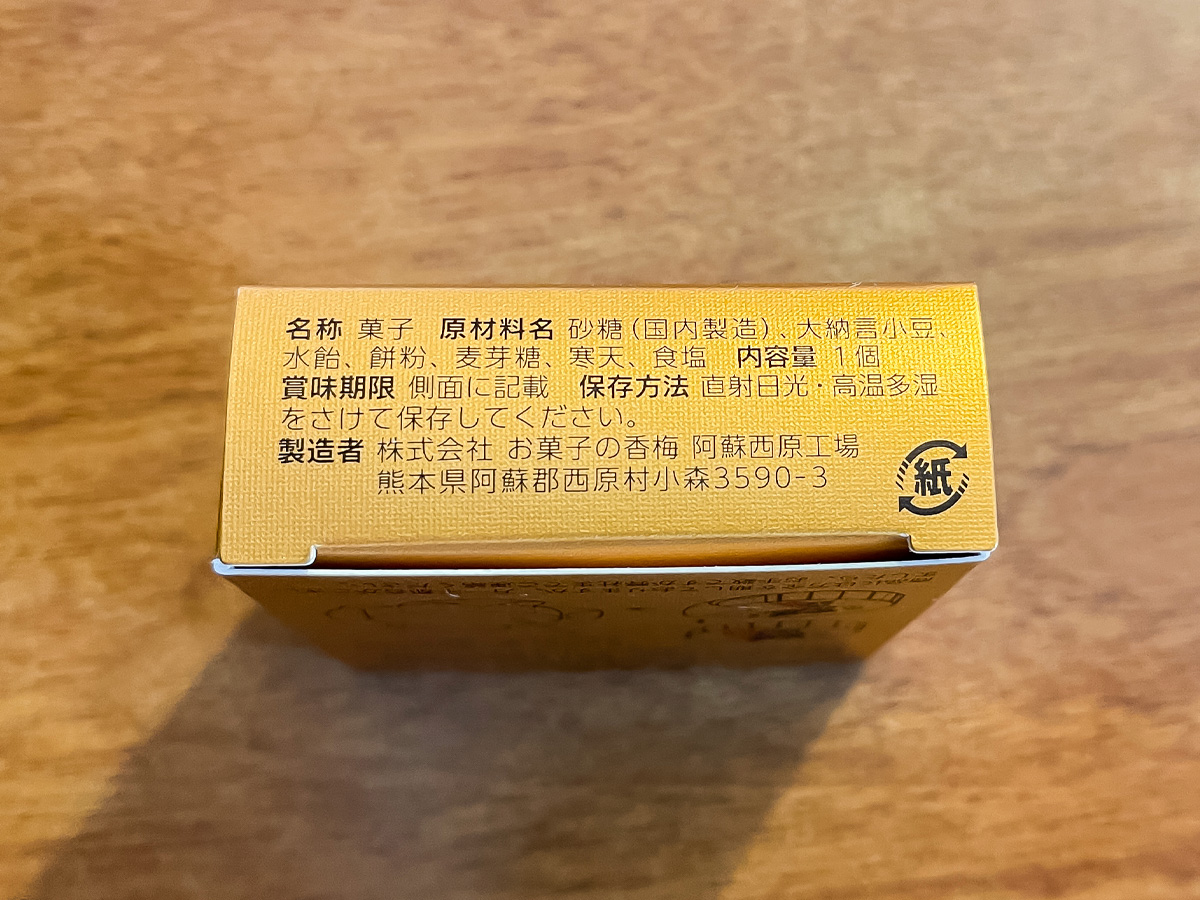 名称 菓子 原材料名 砂糖(国内製造)、大納言小豆、
水飴、餅粉、麦芽糖、寒天、食塩 内容量 1個
賞味期限 側面に記載 保存方法 直射日光・高温多湿
をさけて保存してください。
製造者 株式会社 お菓子の香梅 阿蘇西原工場
熊本県阿蘇郡西原村小森3590-3
紙